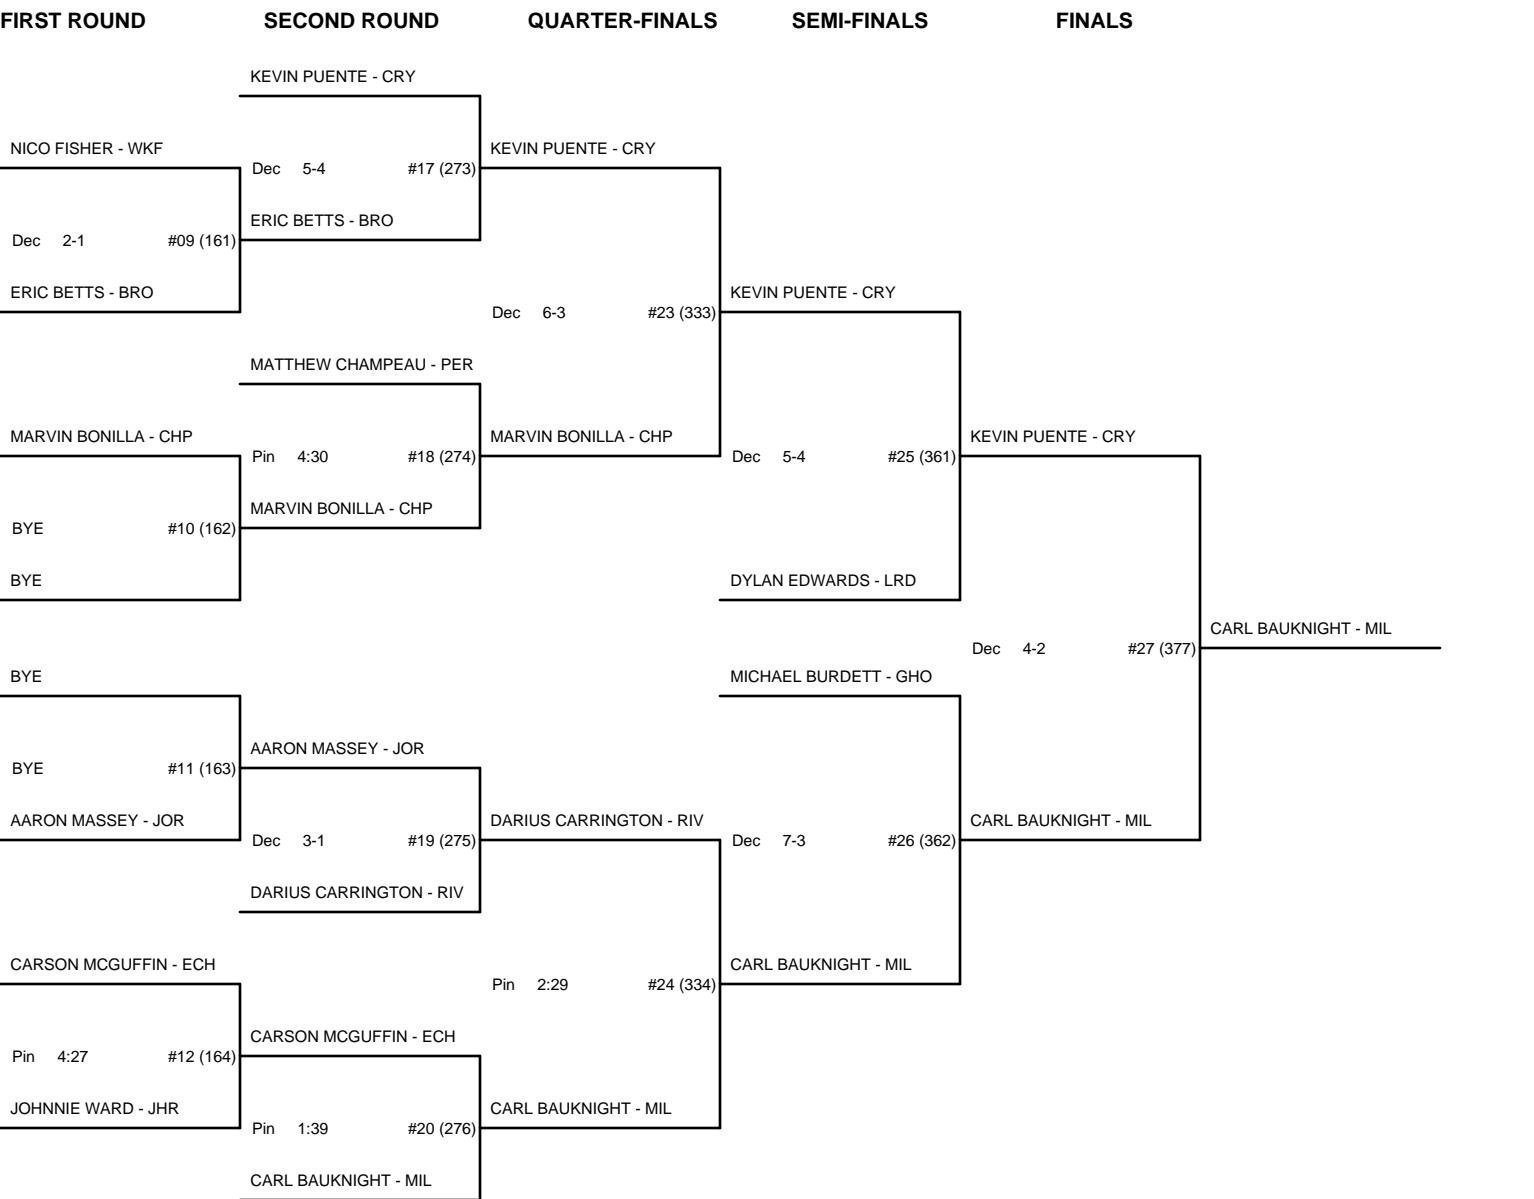 FIRST ROUND SECOND ROUND QUARTER-FINALS SEMI-FINALS FINALS
KEVIN PUENTE - CRY
NICO FISHER - WKF KEVIN PUENTE - CRY
Dec 5-4 #17 (273)
ERIC BETTS - BRO
Dec 2-1 #09 (161)
ERIC BETTS - BRO KEVIN PUENTE - CRY
Dec 6-3 #23 (333)
MATTHEW CHAMPEAU - PER
MARVIN BONILLA - CHP MARVIN BONILLA - CHP KEVIN PUENTE - CRY
Pin 4:30 #18 (274) Dec 5-4 #25 (361)
MARVIN BONILLA - CHP
BYE #10 (162)
BYE DYLAN EDWARDS - LRD
CARL BAUKNIGHT - MIL
Dec 4-2 #27 (377)
BYE MICHAEL BURDETT - GHO
AARON MASSEY - JOR
BYE #11 (163)
AARON MASSEY - JOR DARIUS CARRINGTON - RIV CARL BAUKNIGHT - MIL
Dec 3-1 #19 (275) Dec 7-3 #26 (362)
DARIUS CARRINGTON - RIV
CARSON MCGUFFIN - ECH CARL BAUKNIGHT - MIL
Pin 2:29 #24 (334)
CARSON MCGUFFIN - ECH
Pin 4:27 #12 (164)
JOHNNIE WARD - JHR CARL BAUKNIGHT - MIL
Pin 1:39 #20 (276)
CARL BAUKNIGHT - MIL